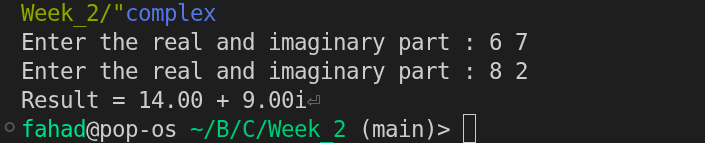 Week_2/"complex
Enter the real and imaginary part : 6 7
Enter the real and imaginary part : 8 2
Result = 14.00 + 9.00i⏎
fahad@pop-os ~/B/C/Week_2 (main)>